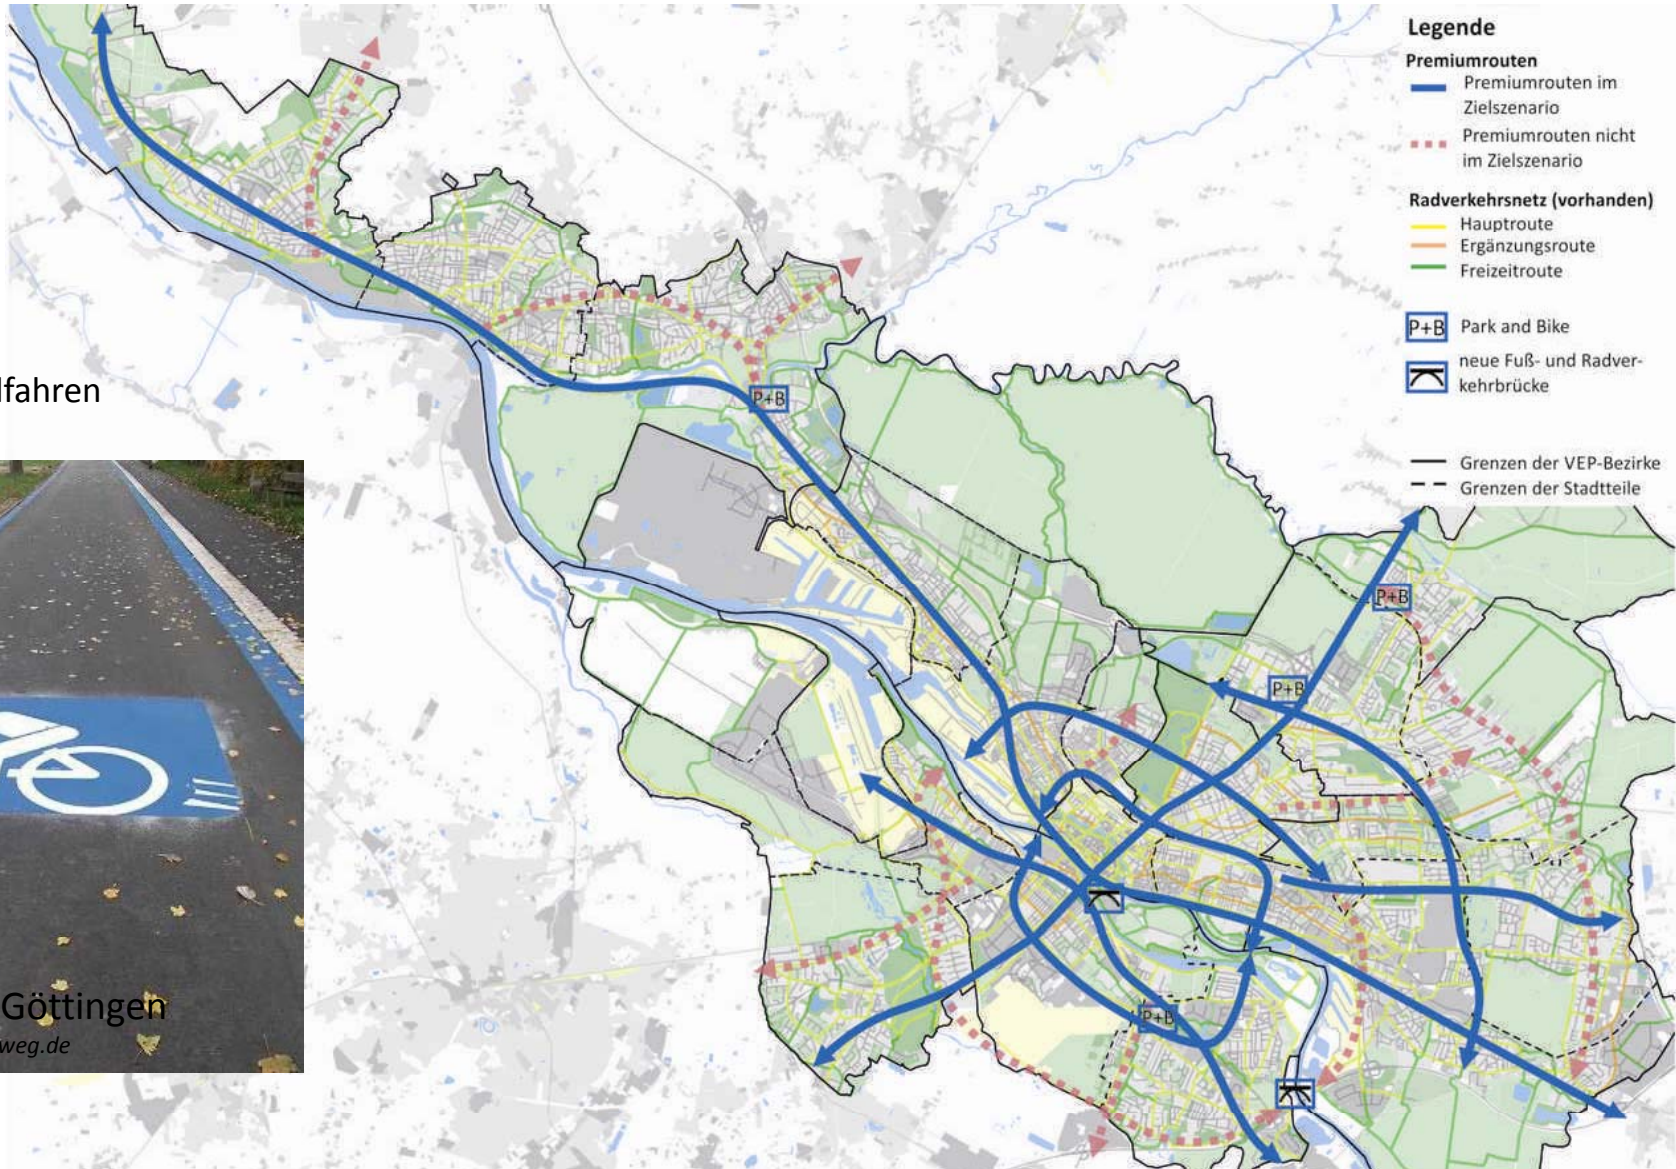 Legende
Premiumrouten
Premiumrouten im
Zielszenario
Premiumrouten nicht
im Zielszenario
Radverkehrsnetz (vorhanden)
Hauptroute
Ergänzungsroute
Freizeitroute
P+B Park and Bike
neue Fuß- und Radver-
kehrbrücke
Grenzen der VEP-Bezirke
Grenzen der Stadtteile
lfahren
P+B
P+B
P+B
P+B
Göttingen
weg.de